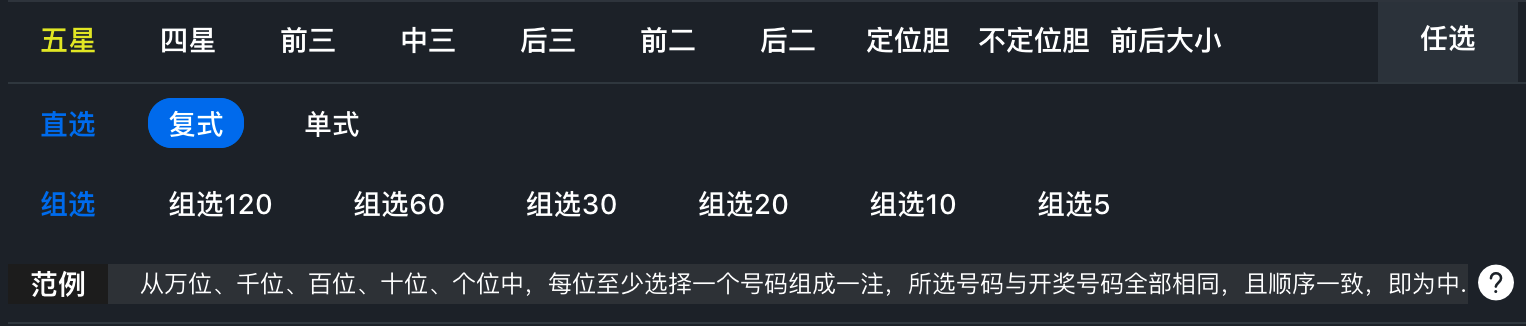 五星 四星 前三 中三 后三 前二 后二 定位胆 不定位胆 前后大小 任选
直选 复式 单式
组选 组选120 组选60 组选30 组选20 组选10 组选5
范例 从万位、千位、百位、十位、个位中，每位至少选择一个号码组成一注，所选号码与开奖号码全部相同，且顺序一致，即为中. ?